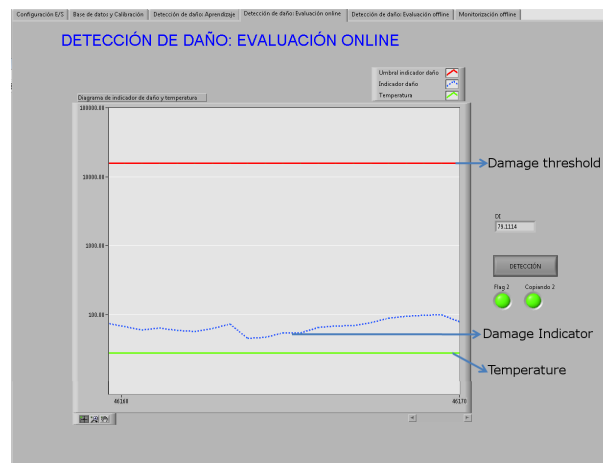 Configuración E/S Base de datos y Calibración Detección de daño: Aprendizaje Detección de daño: Evaluación online Detección de daño: Evaluación offline Monitorización offline
DETECCIÓN DE DAÑO: EVALUACIÓN ONLINE
Umbral indicador daño
Indicador daño
Temperatura
Diagrama de indicador de daño y temperatura
100000.00
10000.00
1000.00
100.00
46160
46170
Damage threshold
DI
79.1114
DETECCIÓN
Flag 2 Copiando 2
Damage Indicator
Temperature